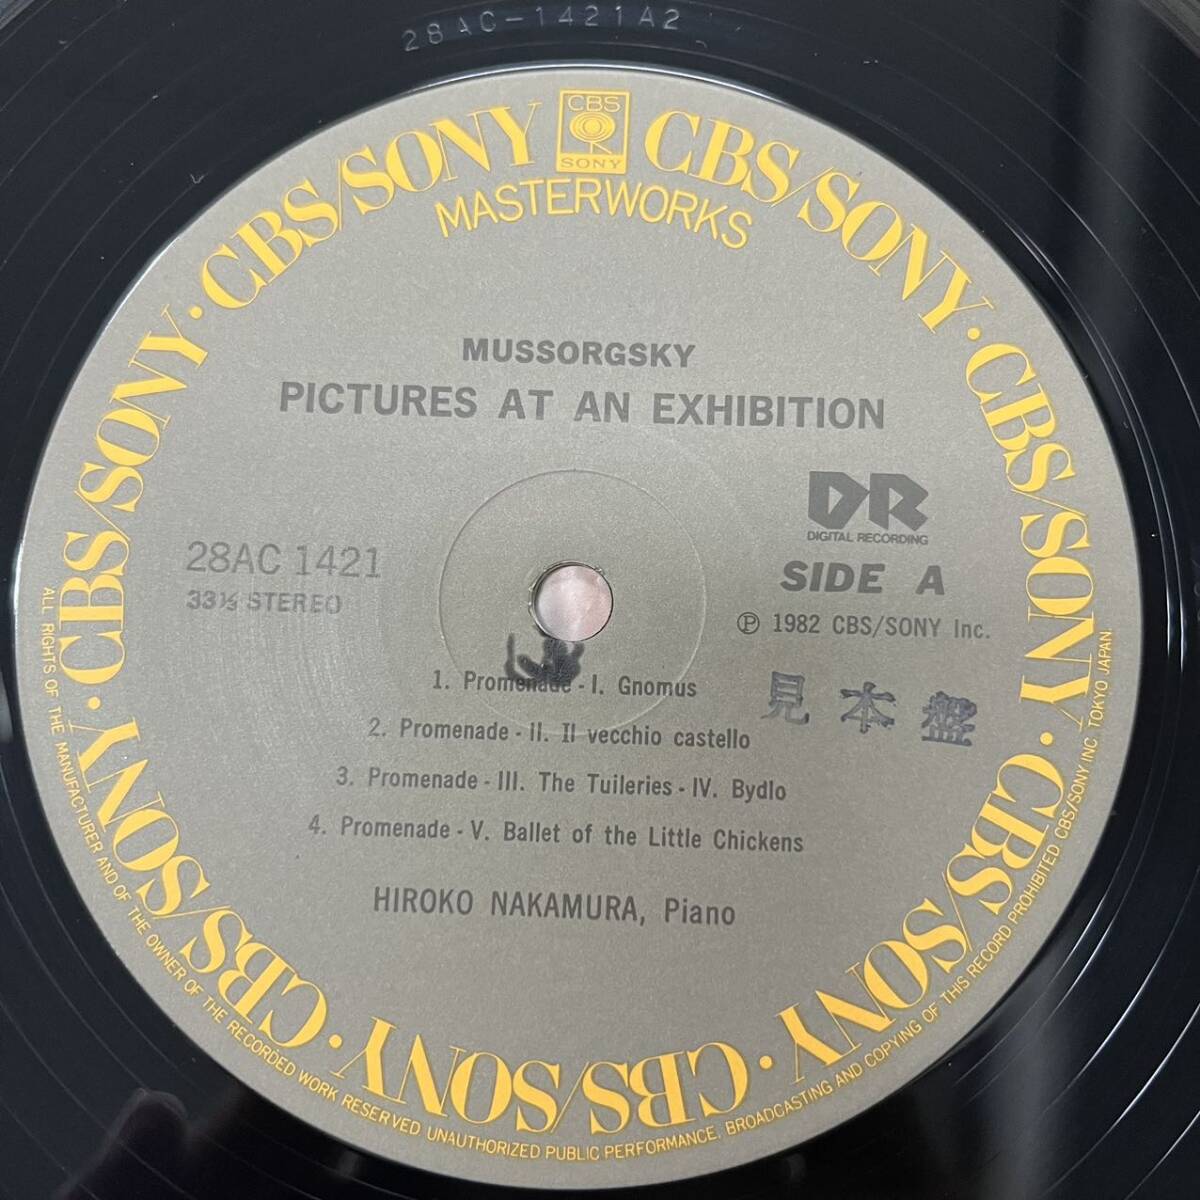 28AC-1421A2
CBS/SONY · CBS/SONY · CBS/SONY · CBS/SONY · CBS/SONY · CBS/SONY · CBS/SONY · CBS/SONY
CBS
SONY
MASTERWORKS
MUSSORGSKY
PICTURES AT AN EXHIBITION
DR
DIGITAL RECORDING
28AC 1421
SIDE A
33⅓ STEREO
Ⓟ 1982 CBS/SONY Inc.
見本盤
1. Promenade - I. Gnomus
2. Promenade - II. Il vecchio castello
3. Promenade - III. The Tuileries - IV. Bydlo
4. Promenade - V. Ballet of the Little Chickens
HIROKO NAKAMURA, Piano
ALL RIGHTS OF THE MANUFACTURER AND OF THE OWNER OF THE RECORDED WORK RESERVED UNAUTHORIZED PUBLIC PERFORMANCE, BROADCASTING AND COPYING OF THIS RECORD PROHIBITED CBS/SONY INC. TOKYO JAPAN.